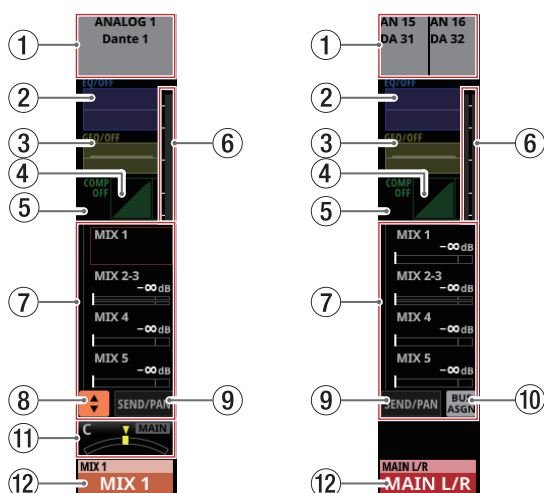 ANALOG 1
Dante 1
1
EQ/OFF
2
GEQ/OFF
3
6
4
COMP
OFF
5
MIX 1
MIX 2-3
-∞ dB
7
MIX 4
-∞ dB
MIX 5
-∞ dB
8
SEND/PAN
9
C
MAIN
11
MIX 1
12
MIX 1
AN 15
AN 16
DA 31
DA 32
1
EQ/OFF
2
GEQ/OFF
3
6
4
COMP
OFF
5
MIX 1
-∞ dB
MIX 2-3
-∞ dB
7
MIX 4
-∞ dB
MIX 5
-∞ dB
9
SEND/PAN
BUS
ASGN
10
MAIN L/R
12
MAIN L/R